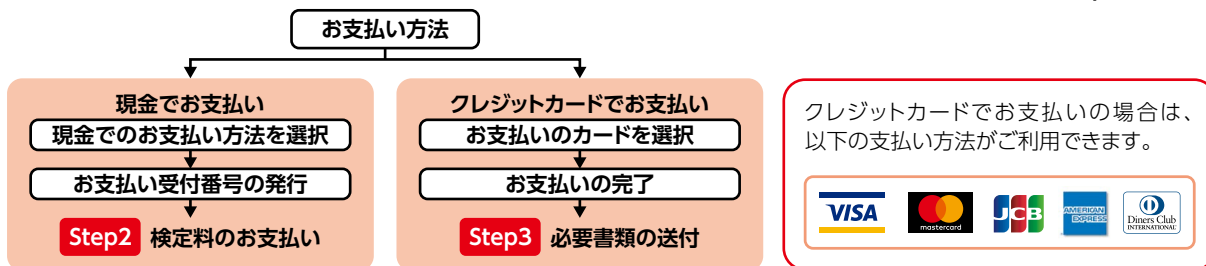 お支払い方法
現金でお支払い
現金でのお支払い方法を選択
お支払い受付番号の発行
Step2 検定料のお支払い
クレジットカードでお支払い
お支払いのカードを選択
お支払いの完了
Step3 必要書類の送付
クレジットカードでお支払いの場合は、
以下の支払い方法がご利用できます。
VISA
mastercard
JCB
AMERICAN
EXPRESS
Diners Club
INTERNATIONAL